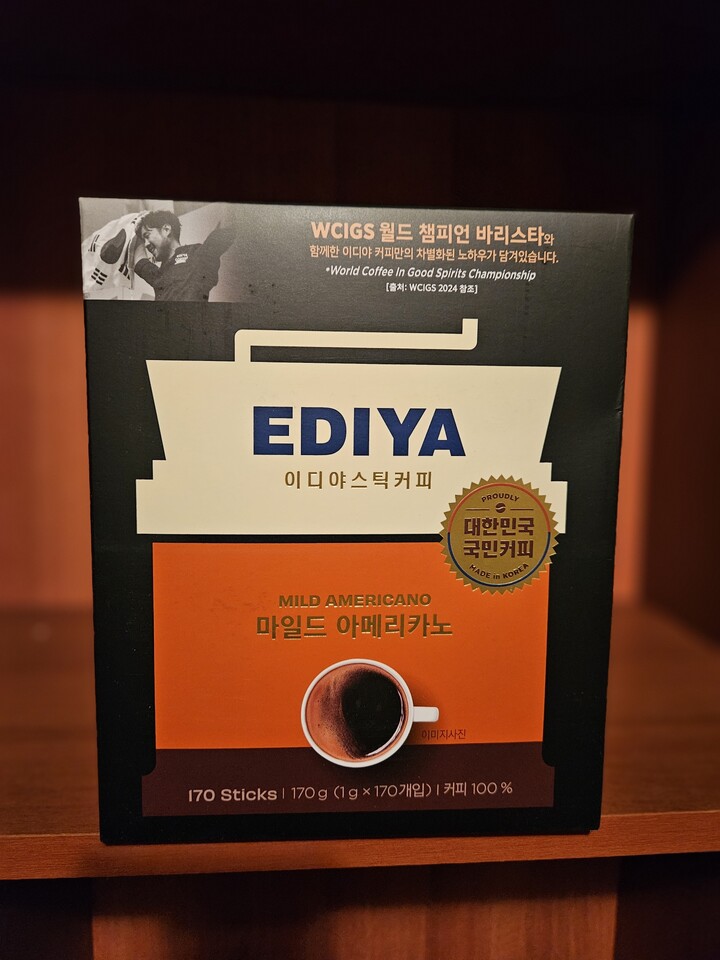 WCIGS 월드 챔피언 바리스타와
함께한 이디야 커피만의 차별화된 노하우가 담겨있습니다.
*World Coffee In Good Spirits Championship
[출처: WCIGS 2024 참조]
EDIYA
이디야스틱커피
PROUDLY
대한민국
국민커피
MADE in KOREA
MILD AMERICANO
마일드 아메리카노
이미지사진
170 Sticks | 170 g (1 g × 170개입) | 커피 100 %